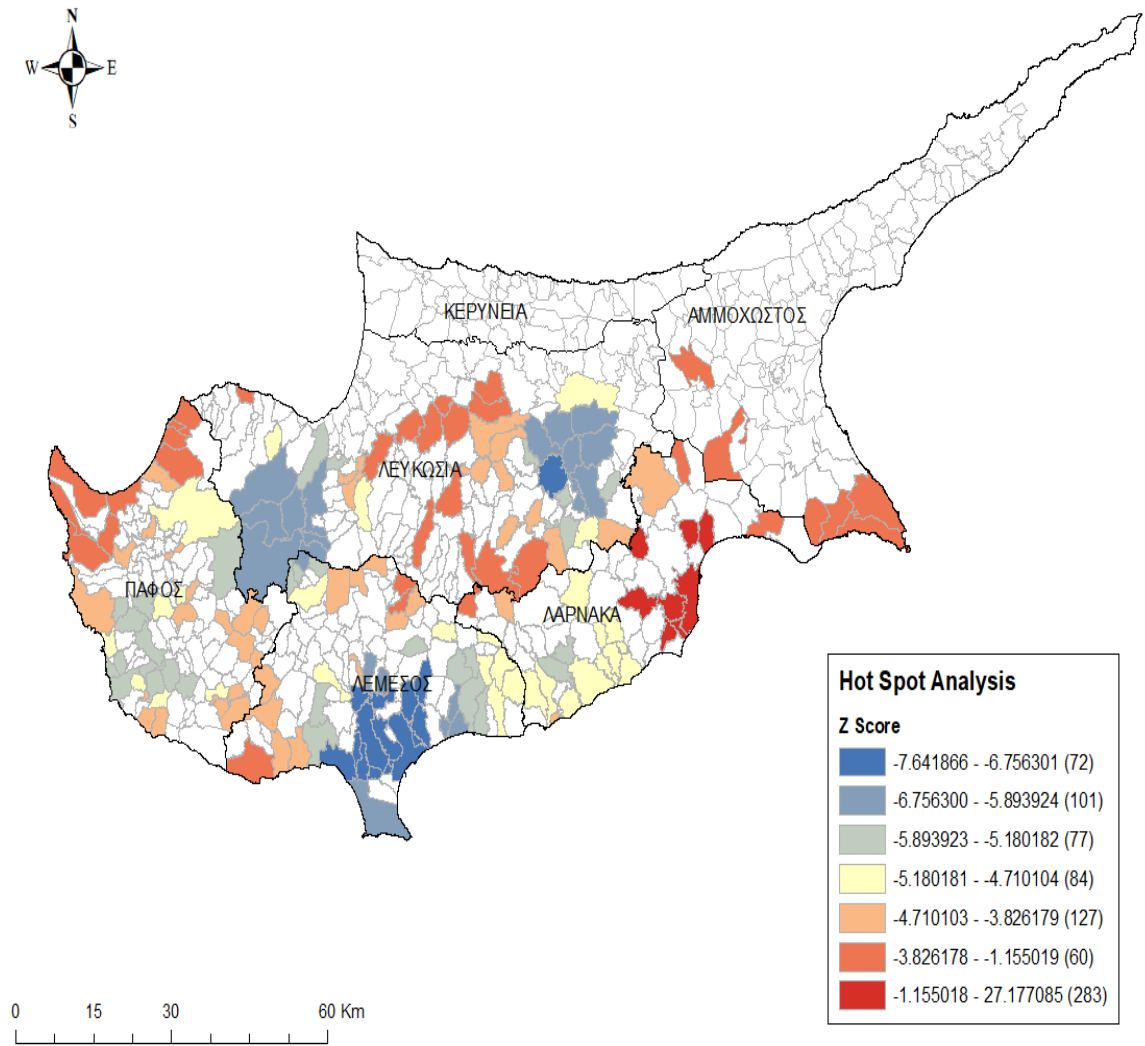 N
W E
S
ΚΕΡΥΝΕΙΑ
ΑΜΜΟΧΩΣΤΟΣ
ΛΕΥΚΩΣΙΑ
ΠΑΦΟΣ
ΛΑΡΝΑΚΑ
ΛΕΜΕΣΟΣ
Hot Spot Analysis
Z Score
-7.641866 - -6.756301 (72)
-6.756300 - -5.893924 (101)
-5.893923 - -5.180182 (77)
-5.180181 - -4.710104 (84)
-4.710103 - -3.826179 (127)
-3.826178 - -1.155019 (60)
-1.155018 - 27.177085 (283)
0 15 30 60 Km